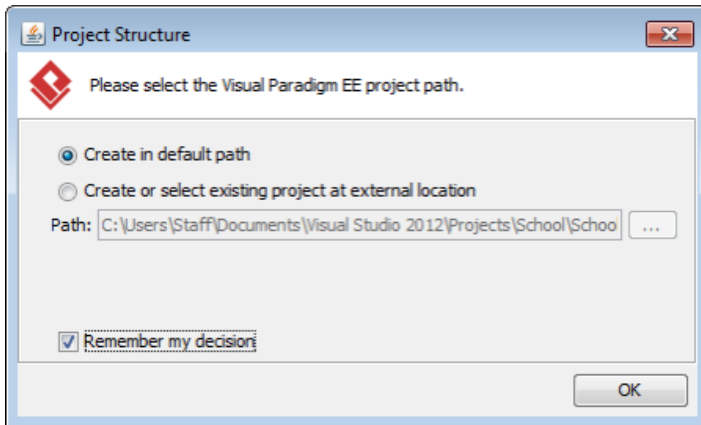 Project Structure
Please select the Visual Paradigm EE project path.
Create in default path
Create or select existing project at external location
Path: C:\Users\Staff\Documents\Visual Studio 2012\Projects\School\Schoo ...
Remember my decision
OK